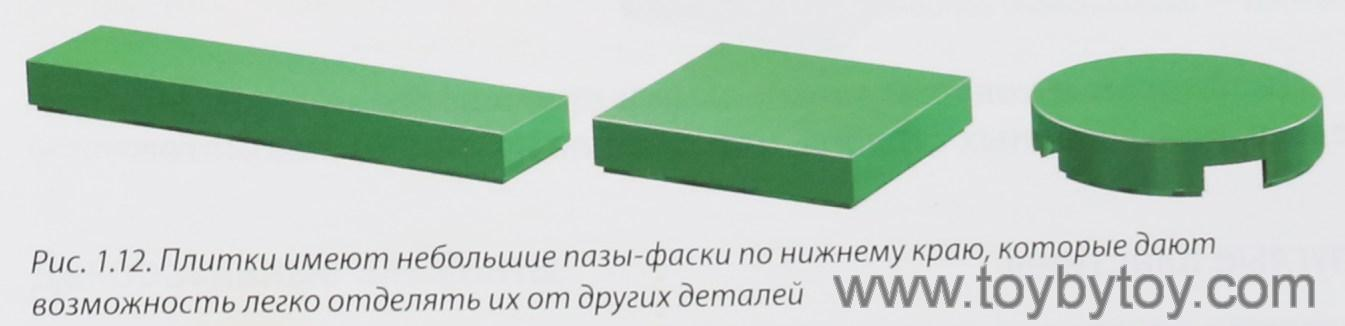 Рис. 1.12. Плитки имеют небольшие пазы-фаски по нижнему краю, которые дают
возможность легко отделять их от других деталей
www.toybytoy.com